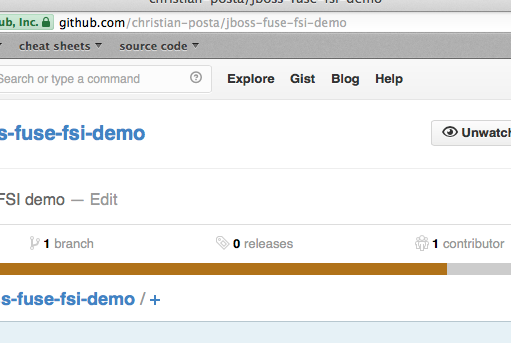 christian-posta/jboss-fuse-fsi-demo
ub, Inc. github.com/christian-posta/jboss-fuse-fsi-demo
cheat sheets source code
Search or type a command Explore Gist Blog Help
s-fuse-fsi-demo Unwatch
FSI demo — Edit
1 branch 0 releases 1 contributor
s-fuse-fsi-demo / +